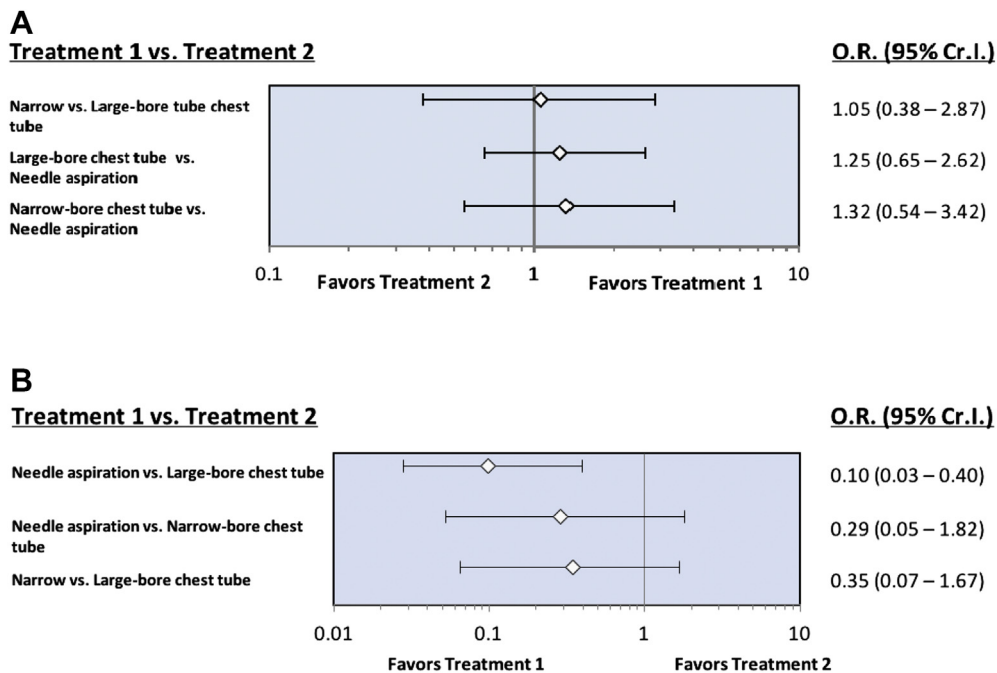 A
Treatment 1 vs. Treatment 2 O.R. (95% Cr.I.)
Narrow vs. Large-bore tube chest
tube
1.05 (0.38 – 2.87)
Large-bore chest tube vs.
Needle aspiration
1.25 (0.65 – 2.62)
Narrow-bore chest tube vs.
Needle aspiration
1.32 (0.54 – 3.42)
0.1 1 10
Favors Treatment 2 Favors Treatment 1
B
Treatment 1 vs. Treatment 2 O.R. (95% Cr.I.)
Needle aspiration vs. Large-bore chest tube 0.10 (0.03 – 0.40)
Needle aspiration vs. Narrow-bore chest
tube
0.29 (0.05 – 1.82)
Narrow vs. Large-bore chest tube 0.35 (0.07 – 1.67)
0.01 0.1 1 10
Favors Treatment 1 Favors Treatment 2